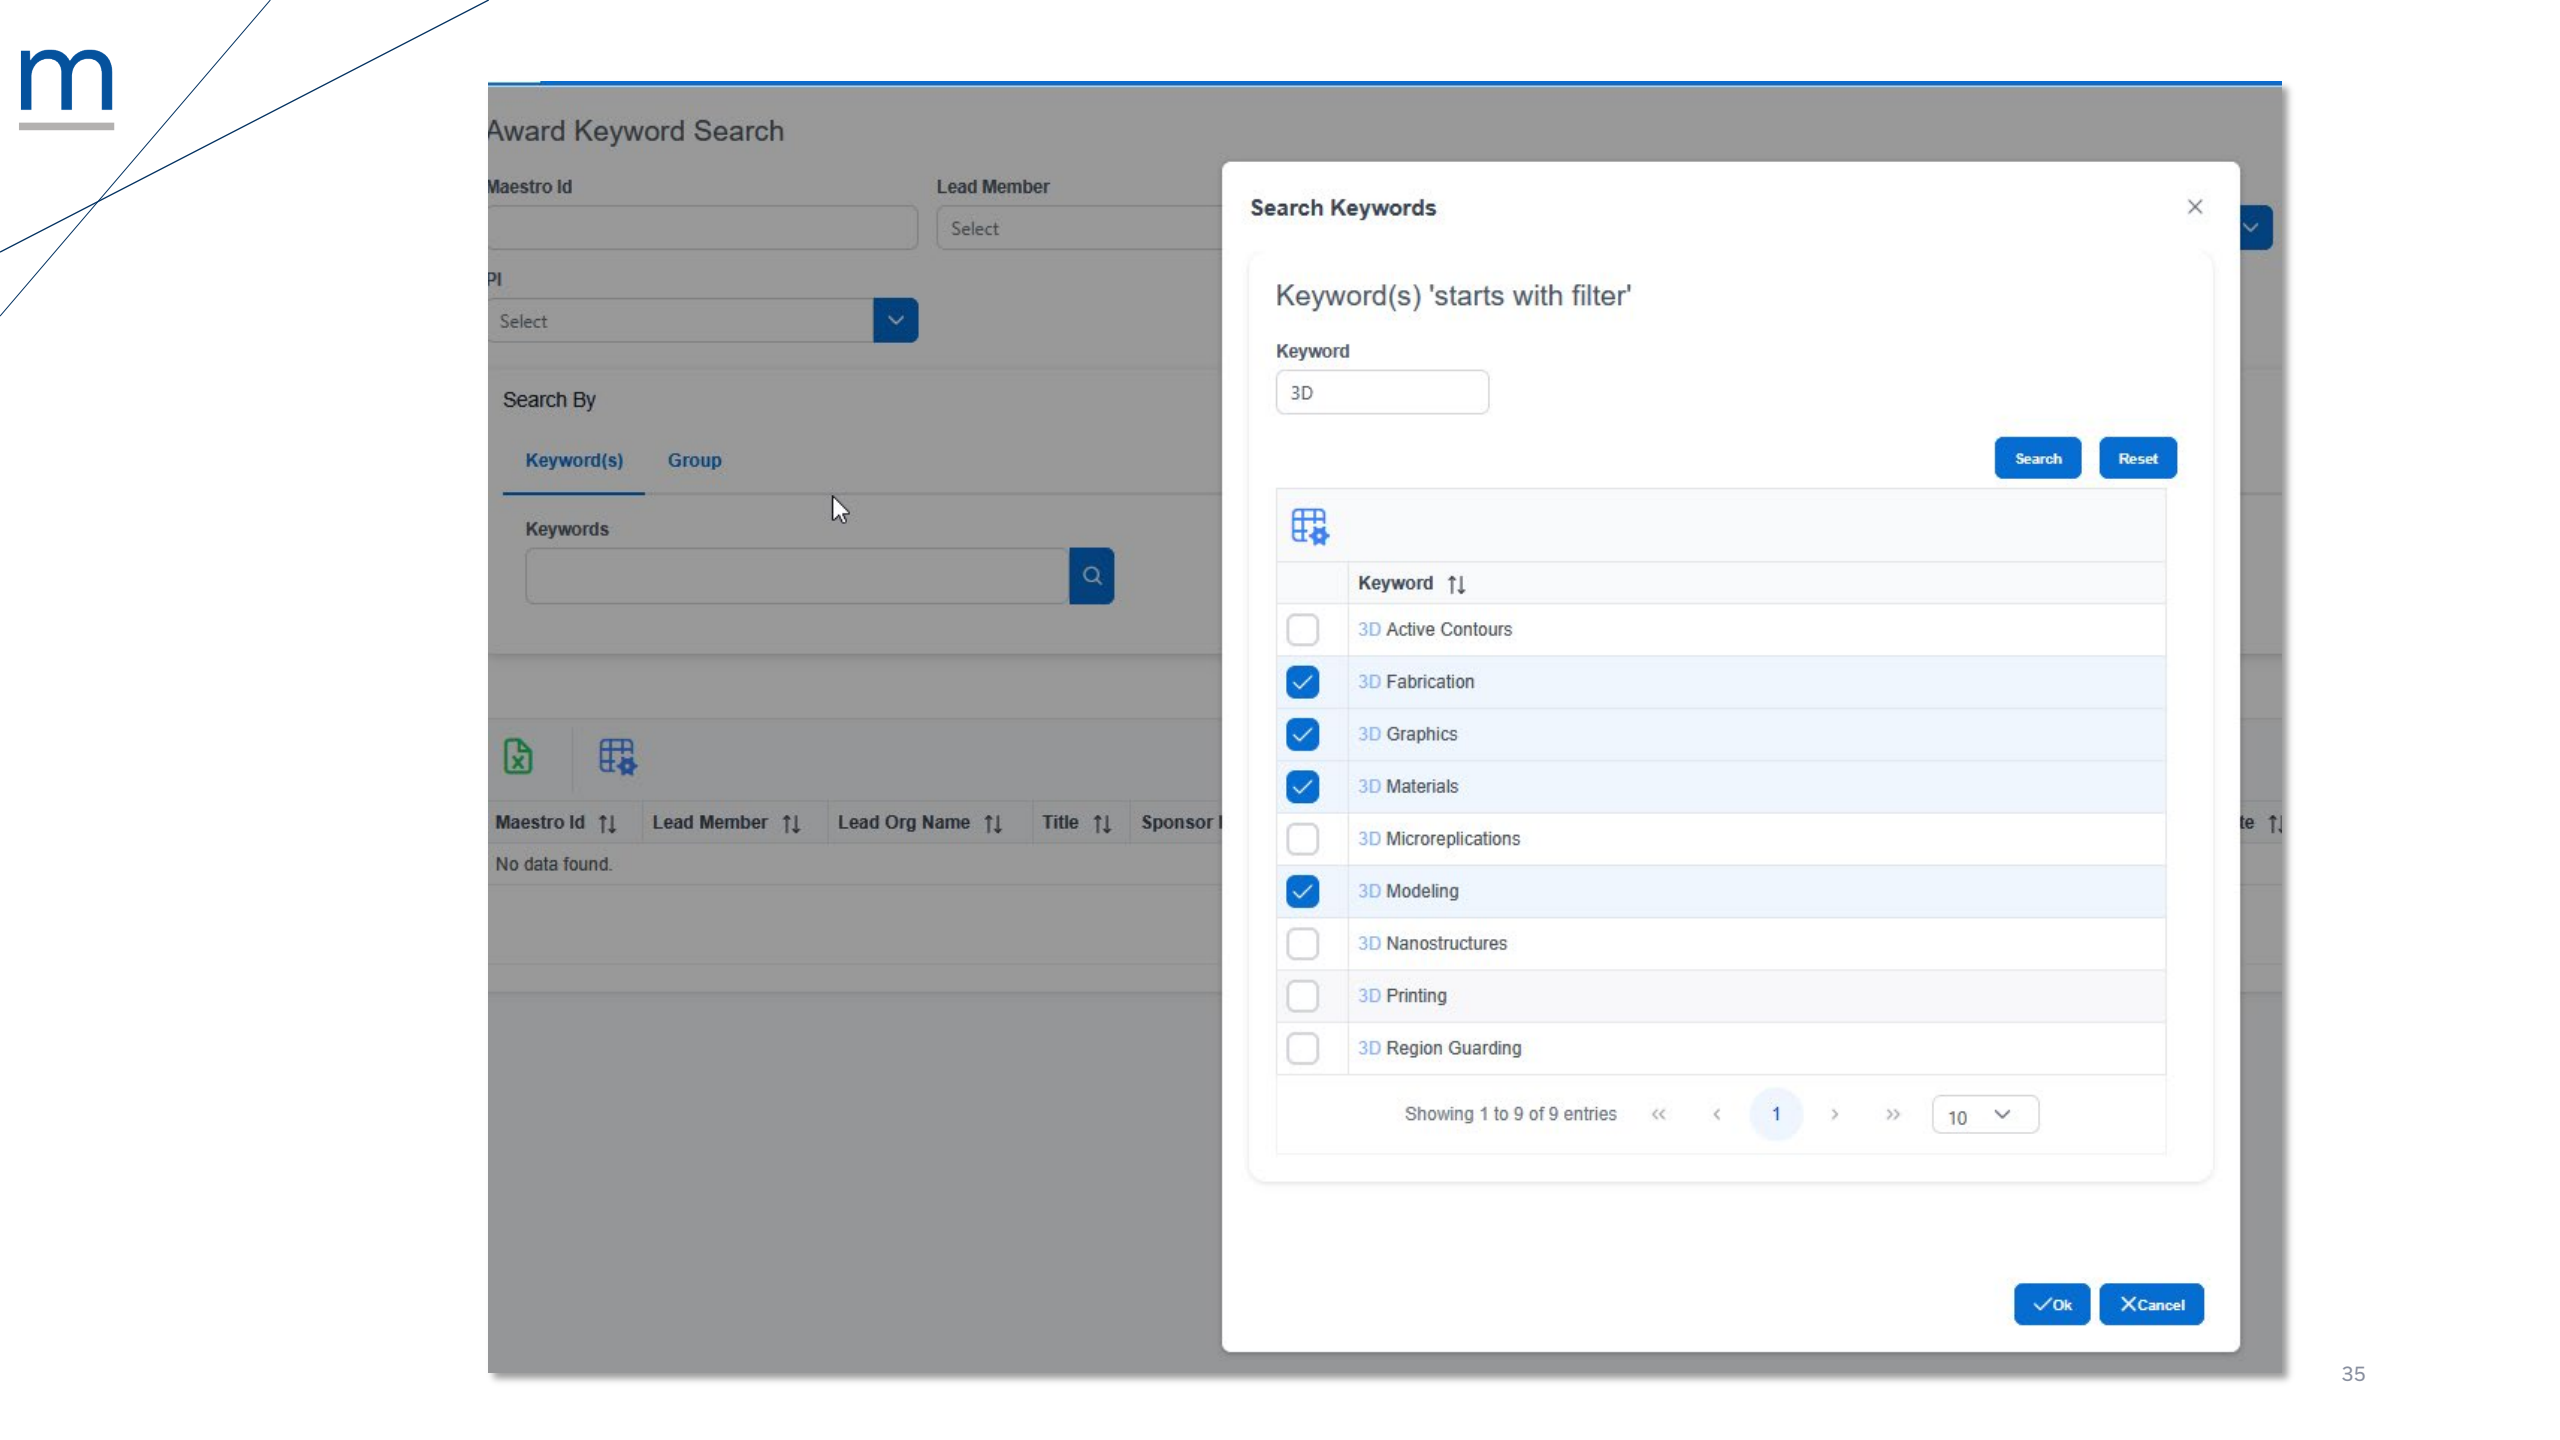 m
Award Keyword Search
Maestro Id
Lead Member
Select
PI
Select
Search By
Keyword(s) Group
Keywords
Maestro Id Lead Member Lead Org Name Title Sponsor
No data found.
Search Keywords
Keyword(s) 'starts with filter'
Keyword
3D
Search Reset
Keyword
3D Active Contours
3D Fabrication
3D Graphics
3D Materials
3D Microreplications
3D Modeling
3D Nanostructures
3D Printing
3D Region Guarding
Showing 1 to 9 of 9 entries « ‹ 1 › » 10
Ok Cancel
te
35